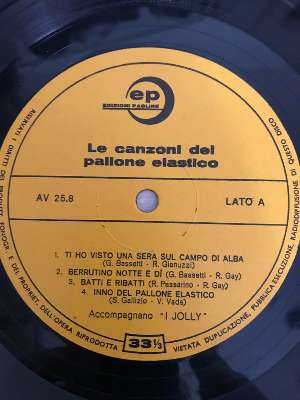 ep
EDIZIONI PAOLINE
Le canzoni del
pallone elastico
AV 25.8
LATO A
1. TI HO VISTO UNA SERA SUL CAMPO DI ALBA
(G. Bassetti - R. Gianuzzi)
2. BERRUTINO NOTTE E DÌ (G. Bassetti - R. Gay)
3. BATTI E RIBATTI (R. Passarino - R. Gay)
4. INNO DEL PALLONE ELASTICO
(S. Gallizio - V. Vada)
Accompagnano "I JOLLY"
33⅓
RISERVATI I DIRITTI DEL PRODUTT. FONOGR. E DEL PROPRIET. DELL'OPERA RIPRODOTTA
VIETATA DUPLICAZIONE, PUBBLICA ESECUZIONE, RADIODIFFUSIONE DI QUESTO DISCO